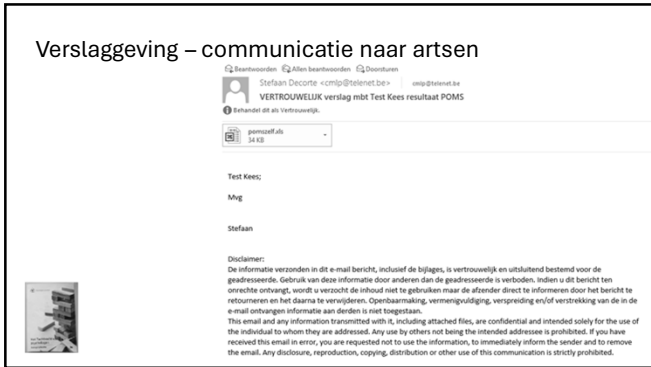 Verslaggeving – communicatie naar artsen
Beantwoorden Allen beantwoorden Doorsturen
Stefaan Decorte <cmlp@telenet.be> cmlp@telenet.be
VERTROUWELIJK verslag mbt Test Kees resultaat POMS
Behandel dit als Vertrouwelijk.
pomszelf.xls
34 KB
Test Kees;
Mvg
Stefaan
Disclaimer:
De informatie verzonden in dit e-mail bericht, inclusief de bijlages, is vertrouwelijk en uitsluitend bestemd voor de
geadresseerde. Gebruik van deze informatie door anderen dan de geadresseerde is verboden. Indien u dit bericht ten
onrechte ontvangt, wordt u verzocht de inhoud niet te gebruiken maar de afzender direct te informeren door het bericht te
retourneren en het daarna te verwijderen. Openbaarmaking, vermenigvuldiging, verspreiding en/of verstrekking van de in de
e-mail ontvangen informatie aan derden is niet toegestaan.
This email and any information transmitted with it, including attached files, are confidential and intended solely for the use of
the individual to whom they are addressed. Any use by others not being the intended addressee is prohibited. If you have
received this email in error, you are requested not to use the information, to immediately inform the sender and to remove
the email. Any disclosure, reproduction, copying, distribution or other use of this communication is strictly prohibited.